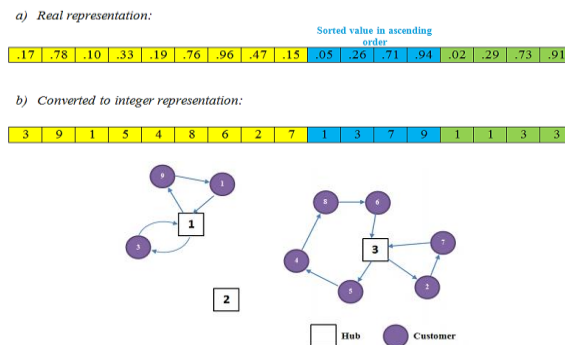 a) Real representation:
Sorted value in ascending
order
.17 .78 .10 .33 .19 .76 .96 .47 .15 .05 .26 .71 .94 .02 .29 .73 .91
b) Converted to integer representation:
3 9 1 5 4 8 6 2 7 1 3 7 9 1 1 3 3
9
1
8
6
1
3
3
7
4
5
2
2
Hub
Customer